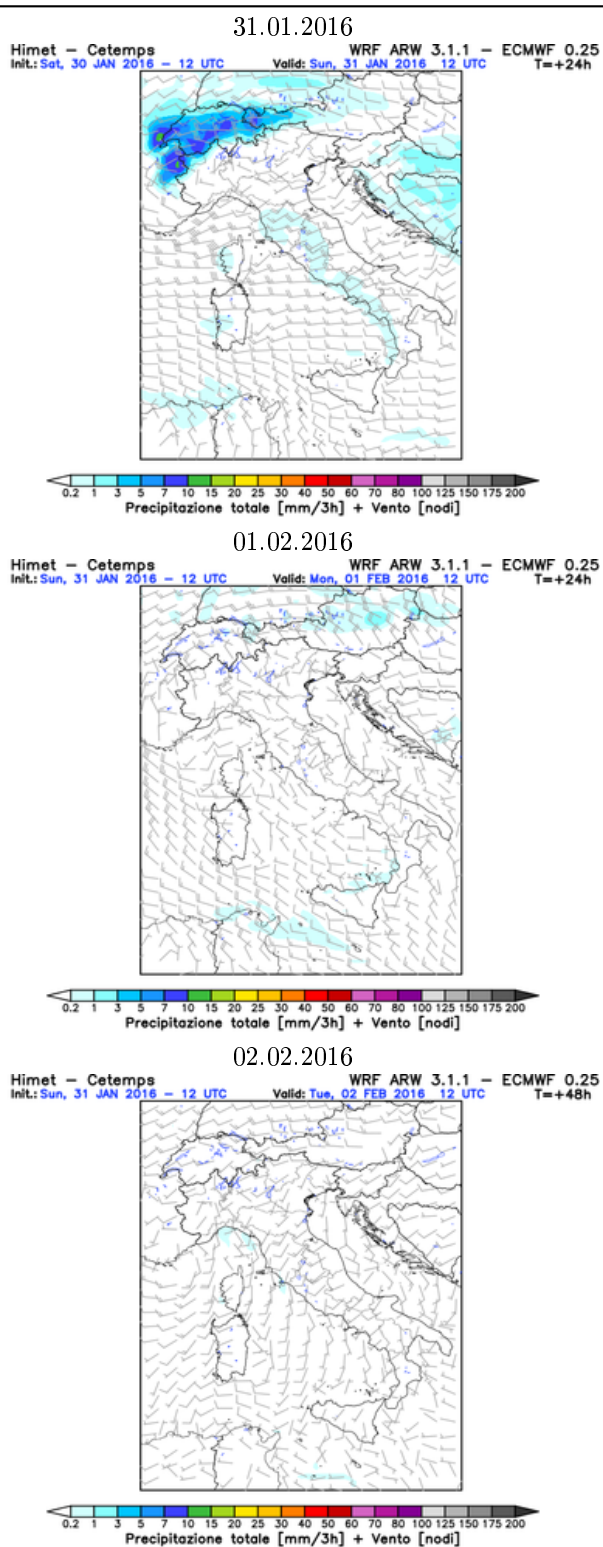 31.01.2016
Himet − Cetemps WRF ARW 3.1.1 − ECMWF 0.25
Init.: Sat, 30 JAN 2016 − 12 UTC Valid: Sun, 31 JAN 2016 12 UTC T=+24h
0.2 1 3 5 7 10 15 20 25 30 40 50 60 70 80 100 125 150 175 200
Precipitazione totale [mm/3h] + Vento [nodi]
01.02.2016
Himet − Cetemps WRF ARW 3.1.1 − ECMWF 0.25
Init.: Sun, 31 JAN 2016 − 12 UTC Valid: Mon, 01 FEB 2016 12 UTC T=+24h
0.2 1 3 5 7 10 15 20 25 30 40 50 60 70 80 100 125 150 175 200
Precipitazione totale [mm/3h] + Vento [nodi]
02.02.2016
Himet − Cetemps WRF ARW 3.1.1 − ECMWF 0.25
Init.: Sun, 31 JAN 2016 − 12 UTC Valid: Tue, 02 FEB 2016 12 UTC T=+48h
0.2 1 3 5 7 10 15 20 25 30 40 50 60 70 80 100 125 150 175 200
Precipitazione totale [mm/3h] + Vento [nodi]